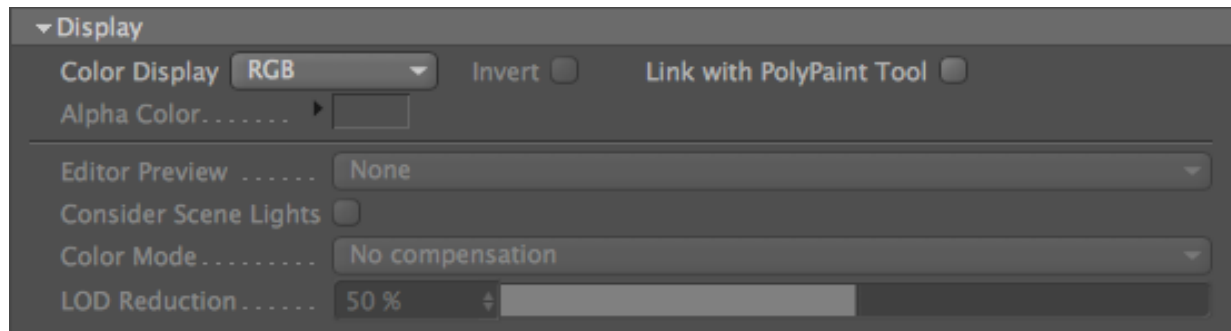 Display
Color Display RGB Invert Link with PolyPaint Tool
Alpha Color.......
Editor Preview ...... None
Consider Scene Lights
Color Mode......... No compensation
LOD Reduction...... 50 %